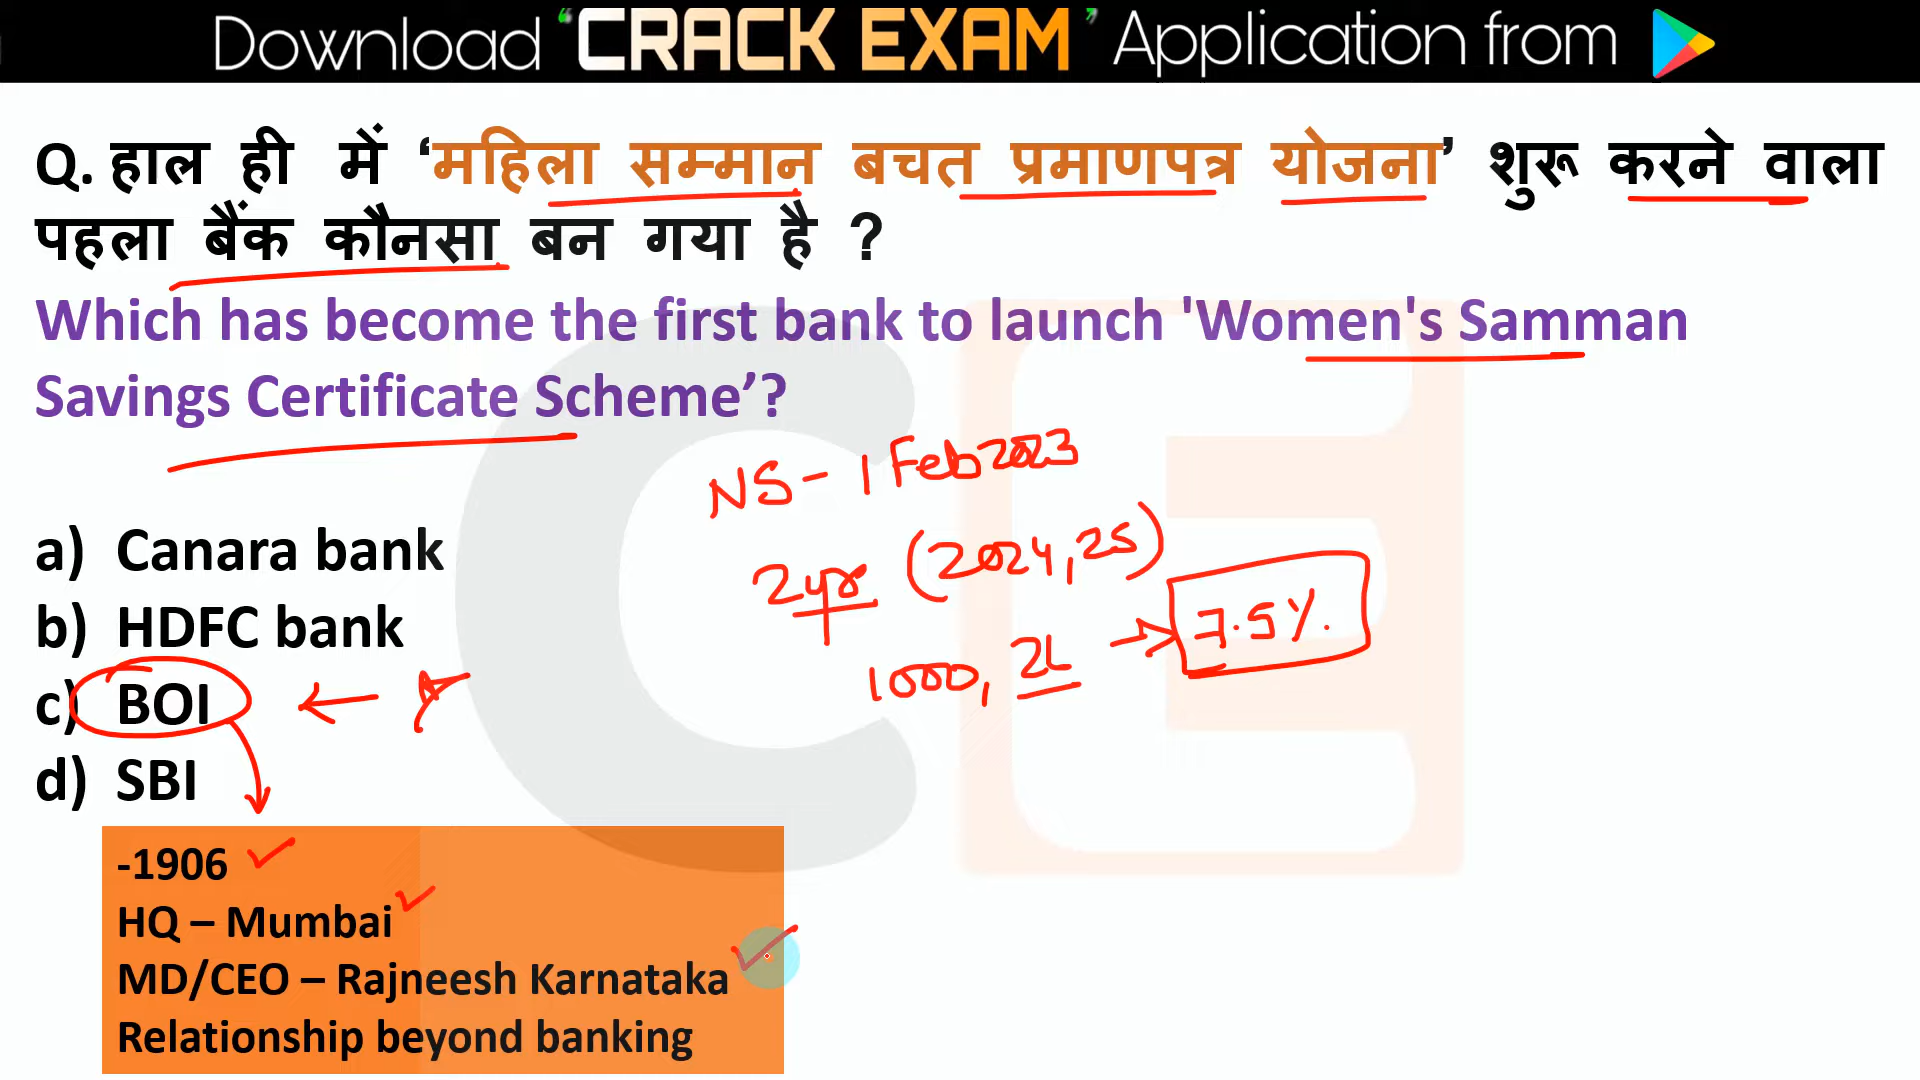 Download ‘CRACK EXAM’ Application from
Q. हाल ही में ‘महिला सम्मान बचत प्रमाणपत्र योजना’ शुरू करने वाला
पहला बैंक कौनसा बन गया है ?
Which has become the first bank to launch 'Women's Samman
Savings Certificate Scheme’?
NS - 1 Feb 2023
a) Canara bank
2yr (2024,25)
b) HDFC bank
1000, 2L → 7.5%.
c) BOI
d) SBI
-1906
HQ – Mumbai
MD/CEO – Rajneesh Karnataka
Relationship beyond banking